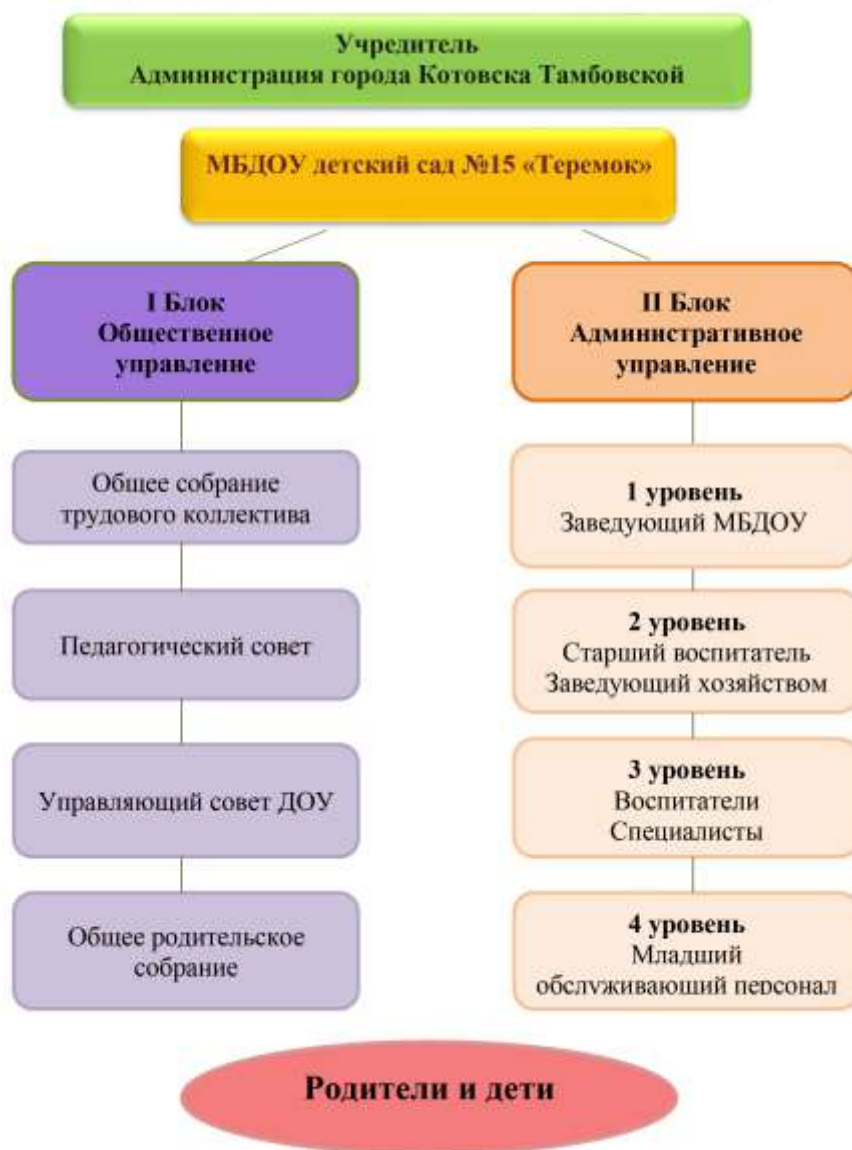 Учредитель
Администрация города Котовска Тамбовской
МБДОУ детский сад №15 «Теремок»
I Блок
Общественное
управление
Общее собрание
трудового коллектива
Педагогический совет
Управляющий совет ДОУ
Общее родительское
собрание
II Блок
Административное
управление
1 уровень
Заведующий МБДОУ
2 уровень
Старший воспитатель
Заведующий хозяйством
3 уровень
Воспитатели
Специалисты
4 уровень
Младший
обслуживающий персонал
Родители и дети